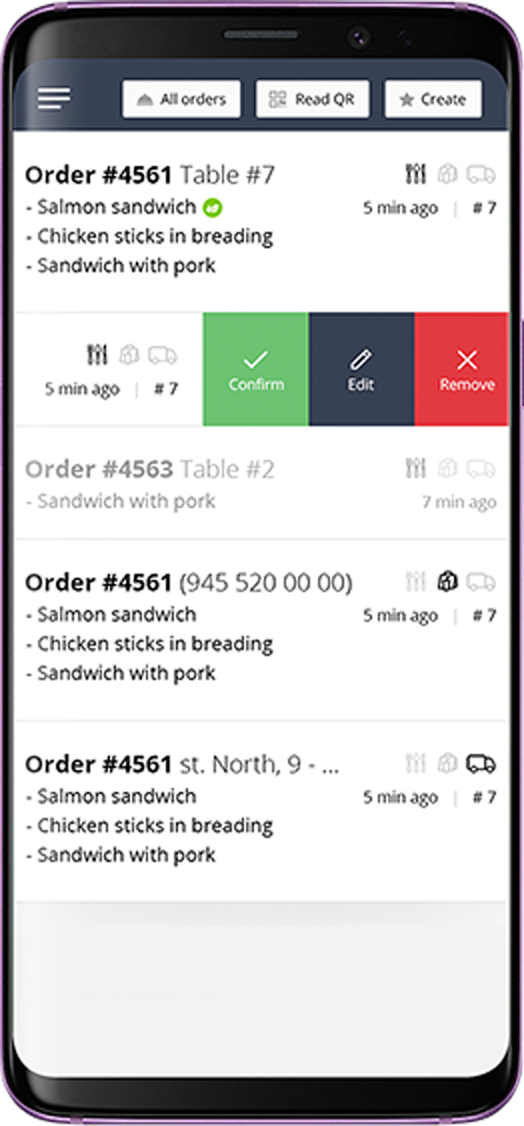 All orders Read QR Create
Order #4561 Table #7
- Salmon sandwich 5 min ago | # 7
- Chicken sticks in breading
- Sandwich with pork
5 min ago | # 7 Confirm Edit Remove
Order #4563 Table #2
- Sandwich with pork 7 min ago
Order #4561 (945 520 00 00)
- Salmon sandwich 5 min ago | # 7
- Chicken sticks in breading
- Sandwich with pork
Order #4561 st. North, 9 - ...
- Salmon sandwich 5 min ago | # 7
- Chicken sticks in breading
- Sandwich with pork